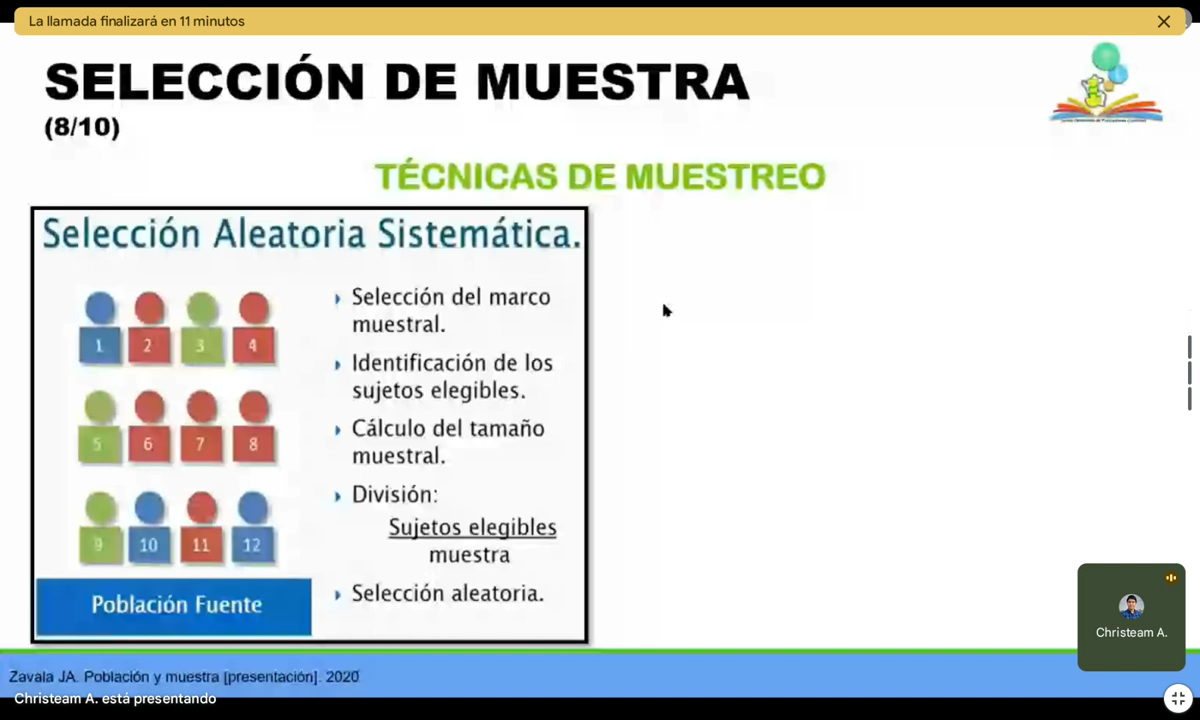 La llamada finalizará en 11 minutos
SELECCIÓN DE MUESTRA
(8/10)
TÉCNICAS DE MUESTREO
Selección Aleatoria Sistemática.
1 2 3 4
5 6 7 8
9 10 11 12
Población Fuente
Selección del marco
muestral.
Identificación de los
sujetos elegibles.
Cálculo del tamaño
muestral.
División:
Sujetos elegibles
muestra
Selección aleatoria.
Christeam A.
Zavala JA. Población y muestra [presentación]. 2020
Christeam A. está presentando